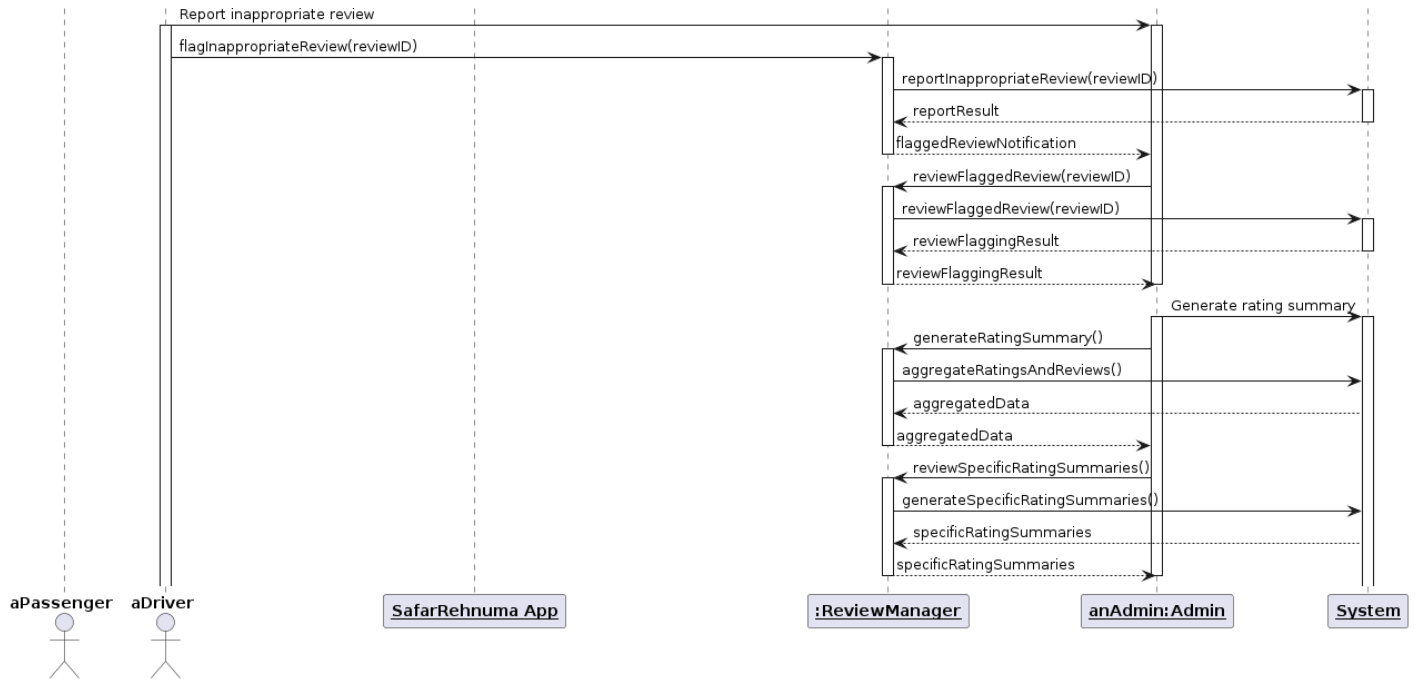 Report inappropriate review
flagInappropriateReview(reviewID)
reportInappropriateReview(reviewID)
reportResult
flaggedReviewNotification
reviewFlaggedReview(reviewID)
reviewFlaggedReview(reviewID)
reviewFlaggingResult
reviewFlaggingResult
Generate rating summary
generateRatingSummary()
aggregateRatingsAndReviews()
aggregatedData
aggregatedData
reviewSpecificRatingSummaries()
generateSpecificRatingSummaries()
specificRatingSummaries
specificRatingSummaries
aPassenger aDriver SafarRehnuma App :ReviewManager anAdmin:Admin System